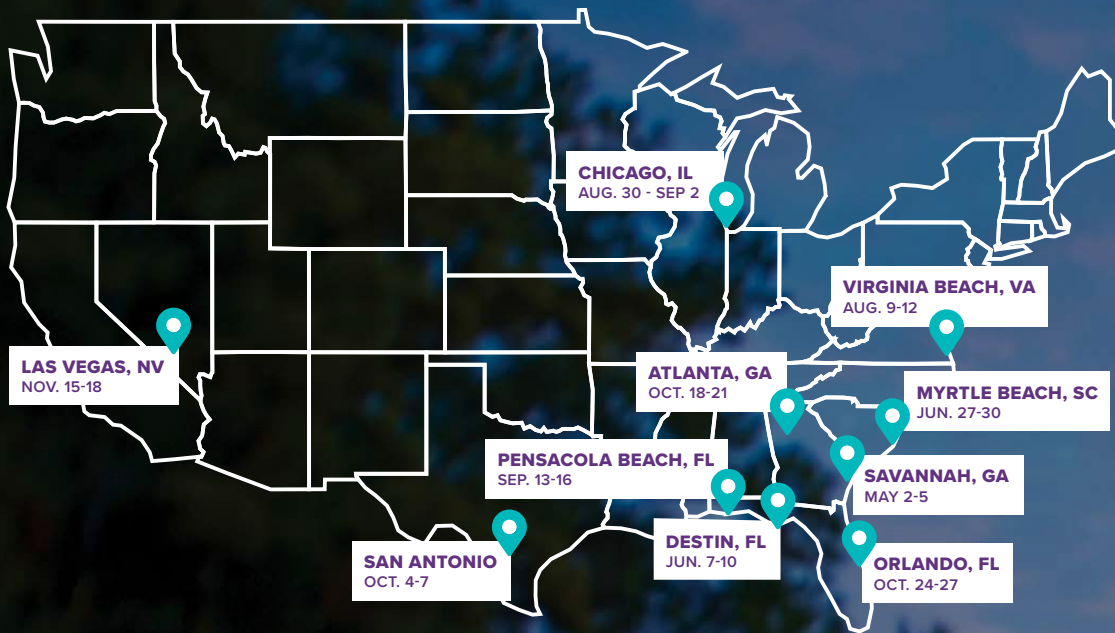 CHICAGO, IL
AUG. 30 - SEP 2
VIRGINIA BEACH, VA
AUG. 9-12
LAS VEGAS, NV
NOV. 15-18
ATLANTA, GA
OCT. 18-21
MYRTLE BEACH, SC
JUN. 27-30
PENSACOLA BEACH, FL
SEP. 13-16
SAVANNAH, GA
MAY 2-5
DESTIN, FL
JUN. 7-10
SAN ANTONIO
OCT. 4-7
ORLANDO, FL
OCT. 24-27